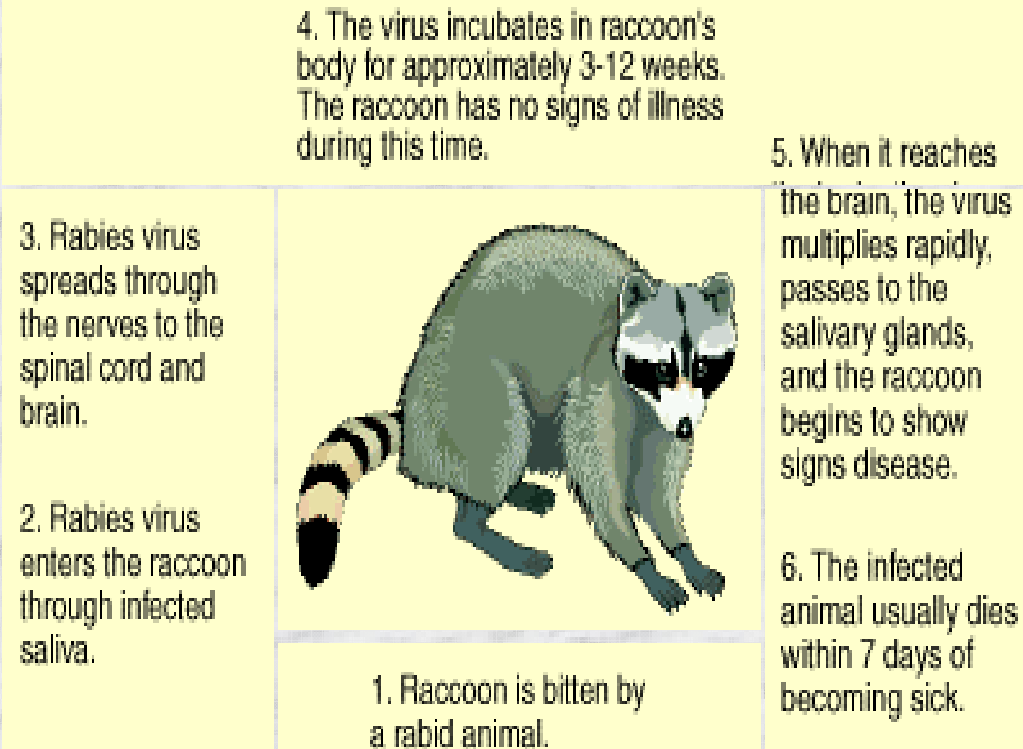 1. Raccoon is bitten by
a rabid animal.
2. Rabies virus
enters the raccoon
through infected
saliva.
3. Rabies virus
spreads through
the nerves to the
spinal cord and
brain.
4. The virus incubates in raccoon's
body for approximately 3-12 weeks.
The raccoon has no signs of illness
during this time.
5. When it reaches
the brain, the virus
multiplies rapidly,
passes to the
salivary glands,
and the raccoon
begins to show
signs disease.
6. The infected
animal usually dies
within 7 days of
becoming sick.